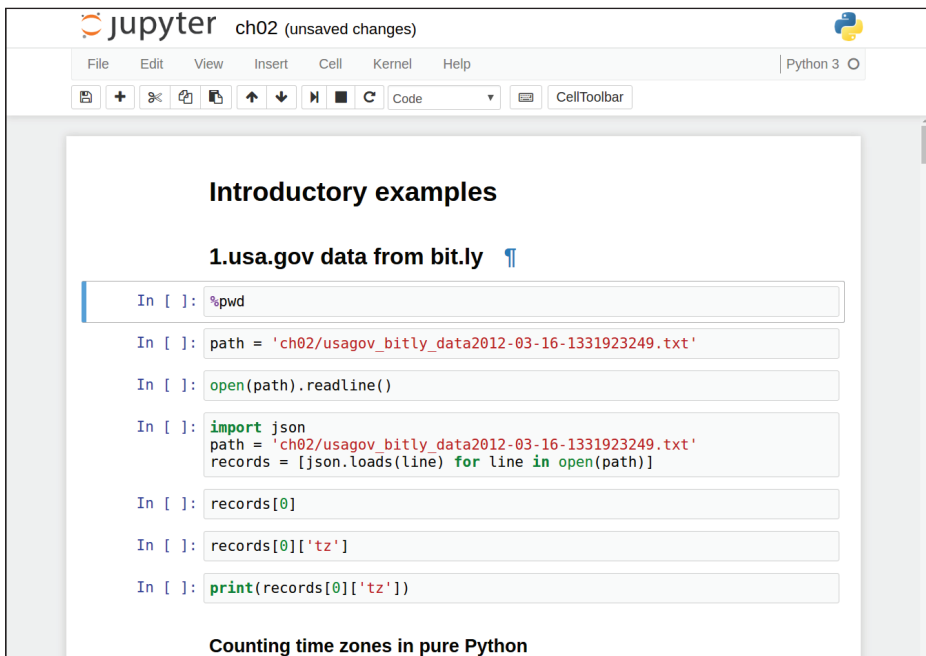 jupyter ch02 (unsaved changes)
File Edit View Insert Cell Kernel Help Python 3
Code CellToolbar
Introductory examples
1.usa.gov data from bit.ly ¶
In [ ]: %pwd
In [ ]: path = 'ch02/usagov_bitly_data2012-03-16-1331923249.txt'
In [ ]: open(path).readline()
In [ ]: import json
path = 'ch02/usagov_bitly_data2012-03-16-1331923249.txt'
records = [json.loads(line) for line in open(path)]
In [ ]: records[0]
In [ ]: records[0]['tz']
In [ ]: print(records[0]['tz'])
Counting time zones in pure Python